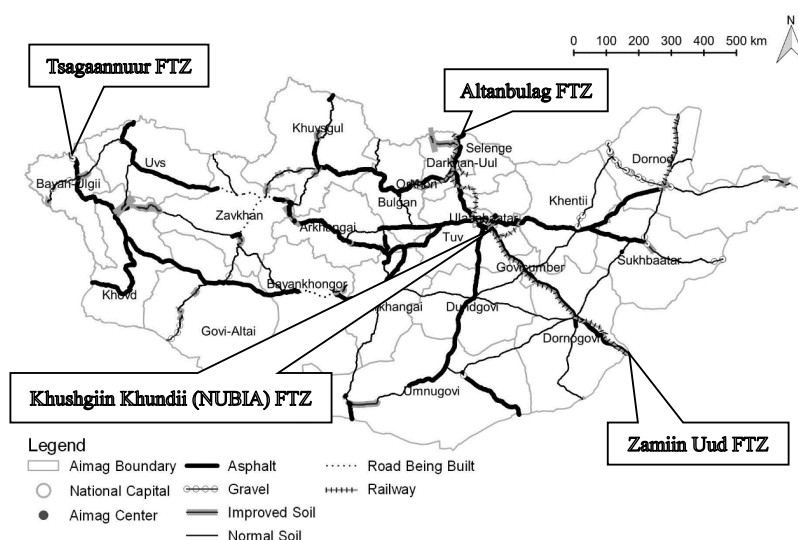 N
0 100 200 300 400 500 km
Tsagaannuur FTZ
Altanbulag FTZ
Khuvsgul
Selenge
Uvs
Darkhan-Uul
Dornod
Bayan-Ulgii
Orkhon
Bulgan
Khentii
Zavkhan
Ulanbaatar
Arkhangai
Tuv
Sukhbaatar
Govisumber
Bayankhongor
Khovd
rkhangai
Dundgovi
Govi-Altai
Dornogovi
Umnugovi
Khushgiin Khundii (NUBIA) FTZ
Zamiin Uud FTZ
Legend
Aimag Boundary
National Capital
Aimag Center
Asphalt
Gravel
Improved Soil
Normal Soil
Road Being Built
Railway